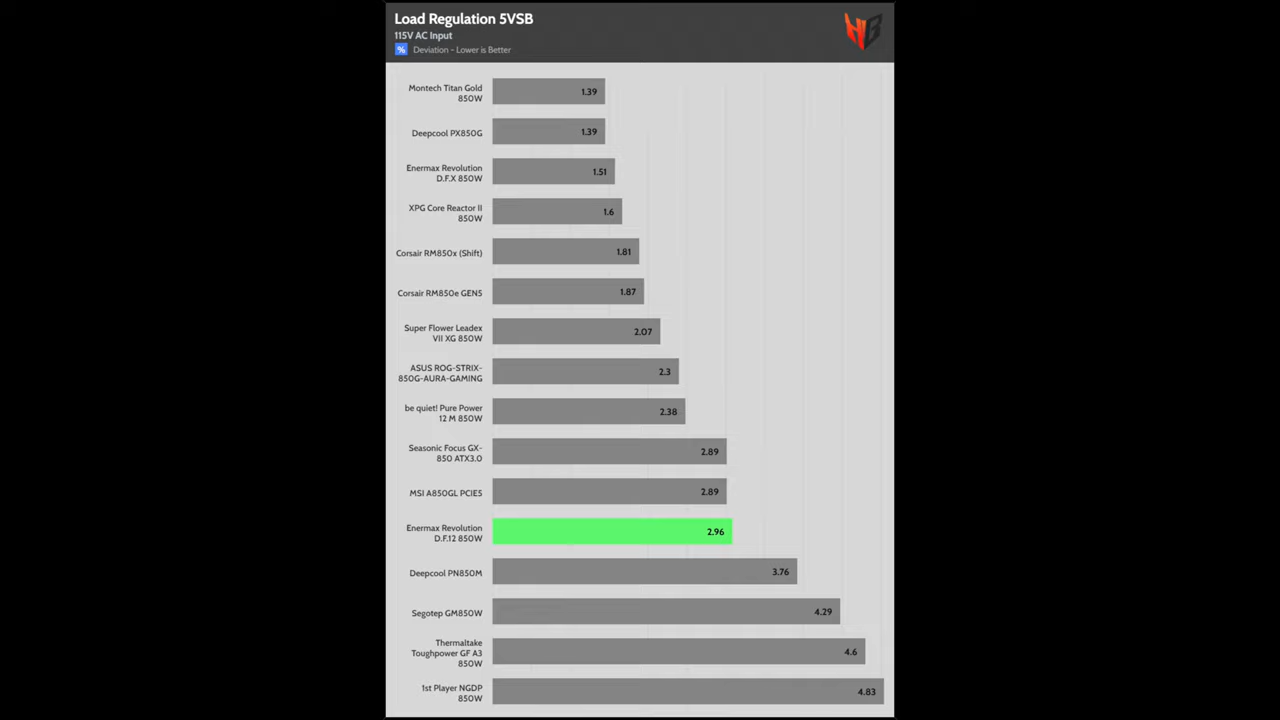 Load Regulation 5VSB
115V AC Input
% Deviation - Lower is Better
HB
Montech Titan Gold
850W
1.39
Deepcool PX850G
1.39
Enermax Revolution
D.F.X 850W
1.51
XPG Core Reactor II
850W
1.6
Corsair RM850x (Shift)
1.81
Corsair RM850e GEN5
1.87
Super Flower Leadex
VII XG 850W
2.07
ASUS ROG-STRIX-
850G-AURA-GAMING
2.3
be quiet! Pure Power
12 M 850W
2.38
Seasonic Focus GX-
850 ATX3.0
2.89
MSI A850GL PCIE5
2.89
Enermax Revolution
D.F.12 850W
2.96
Deepcool PN850M
3.76
Segotep GM850W
4.29
Thermaltake
Toughpower GF A3
850W
4.6
1st Player NGDP
850W
4.83